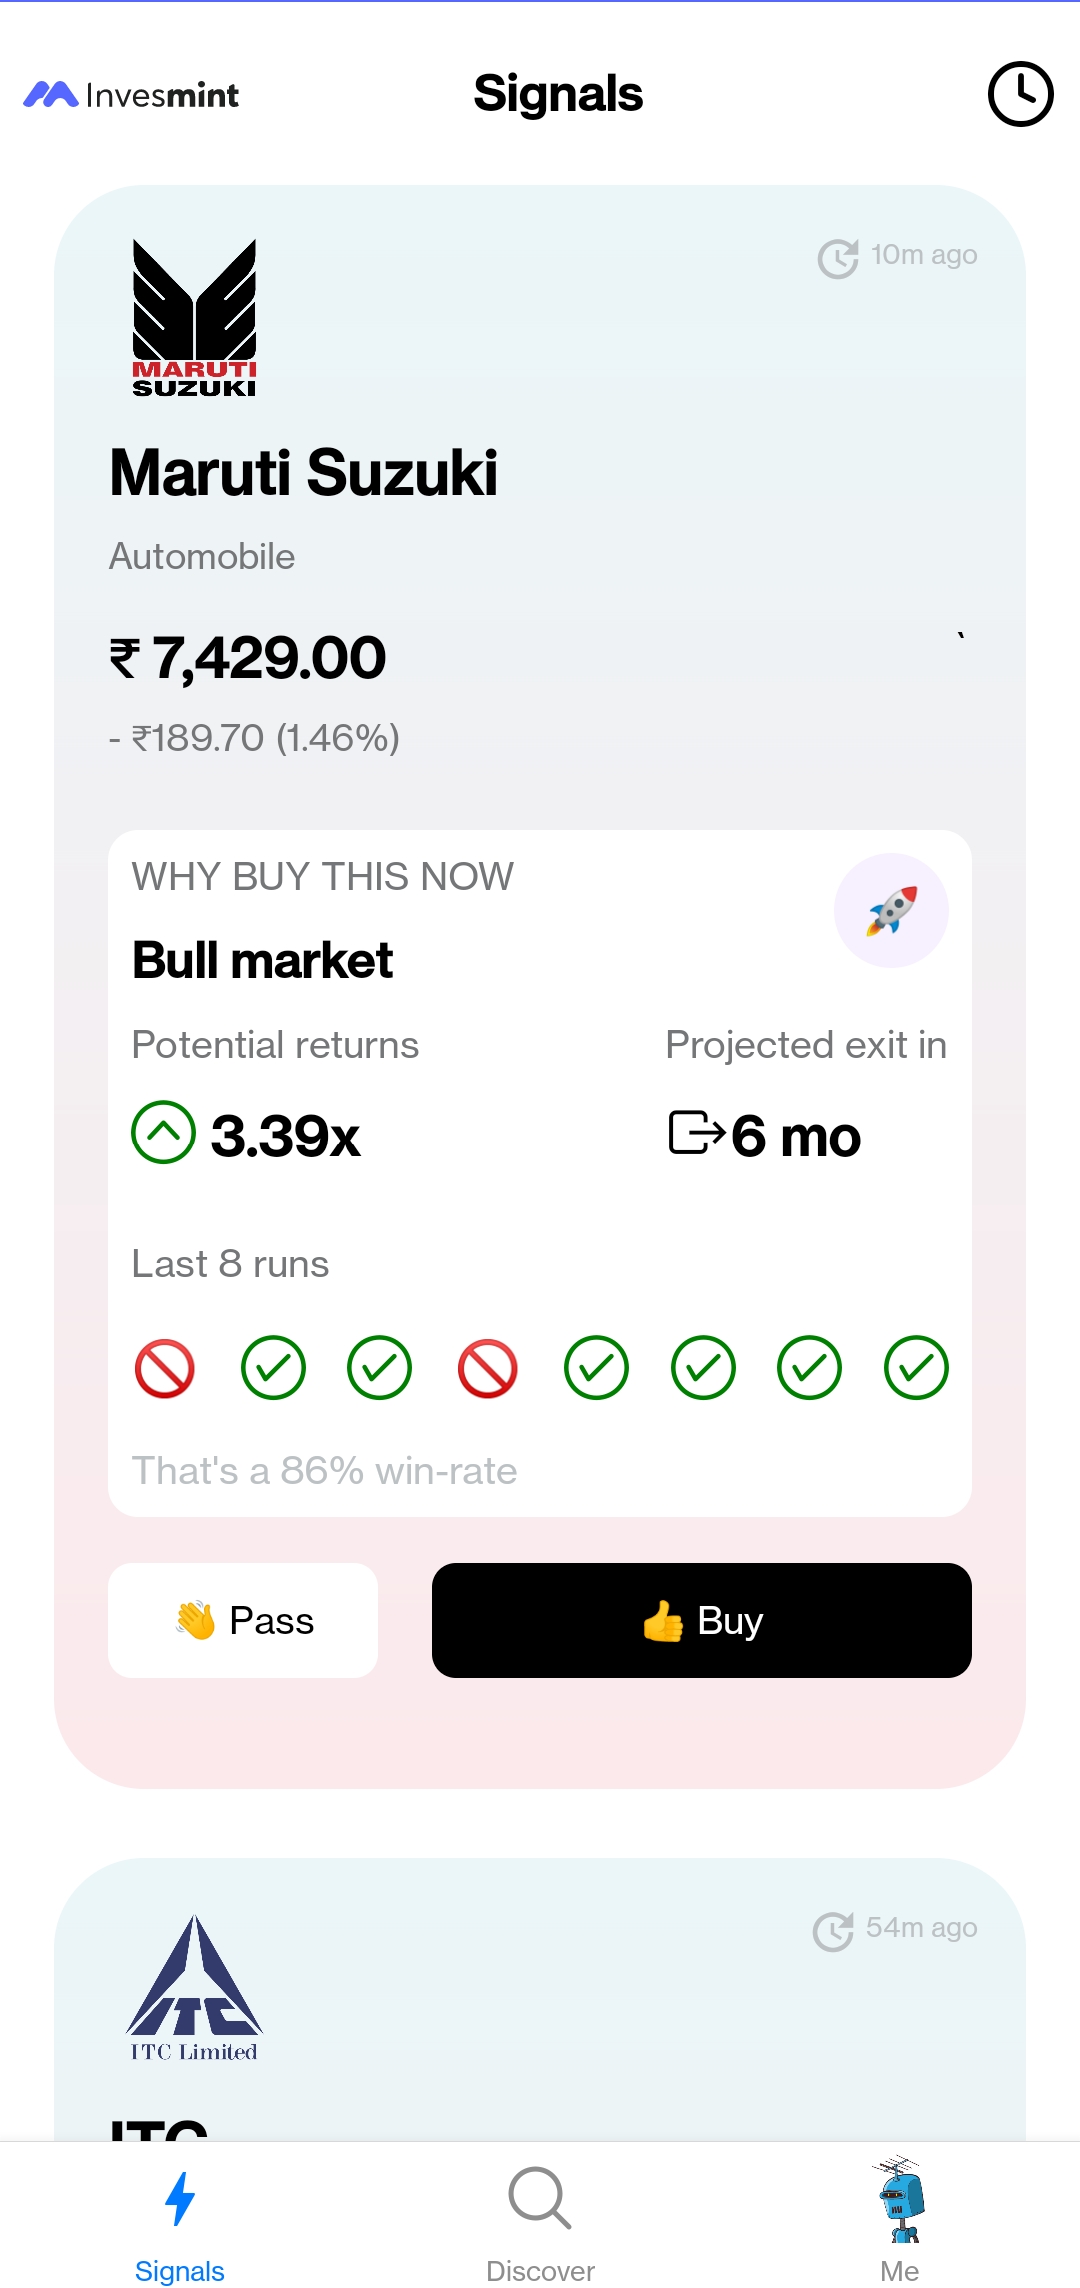 Invesmint
Signals
MARUTI
SUZUKI
10m ago
Maruti Suzuki
Automobile
₹ 7,429.00
- ₹189.70 (1.46%)
WHY BUY THIS NOW
Bull market
Potential returns
Projected exit in
3.39x
6 mo
Last 8 runs
That's a 86% win-rate
👋 Pass
👍 Buy
ITC
ITC Limited
54m ago
ITC
Signals
Discover
Me